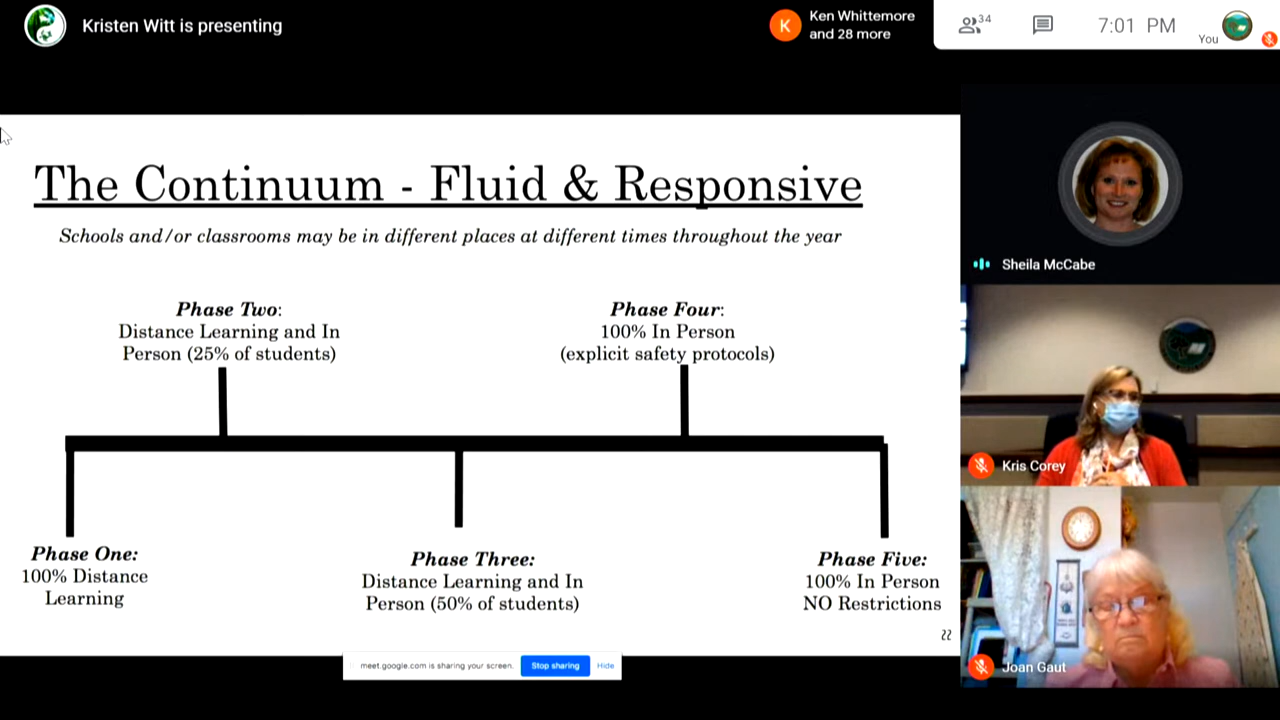 Kristen Witt is presenting
Ken Whittemore
and 28 more
34
7:01 PM
You
The Continuum - Fluid & Responsive
Schools and/or classrooms may be in different places at different times throughout the year
Phase Two:
Distance Learning and In
Person (25% of students)
Phase Four:
100% In Person
(explicit safety protocols)
Phase One:
100% Distance
Learning
Phase Three:
Distance Learning and In
Person (50% of students)
Phase Five:
100% In Person
NO Restrictions
22
meet.google.com is sharing your screen.
Stop sharing
Hide
K
Sheila McCabe
Kris Corey
Joan Gaut